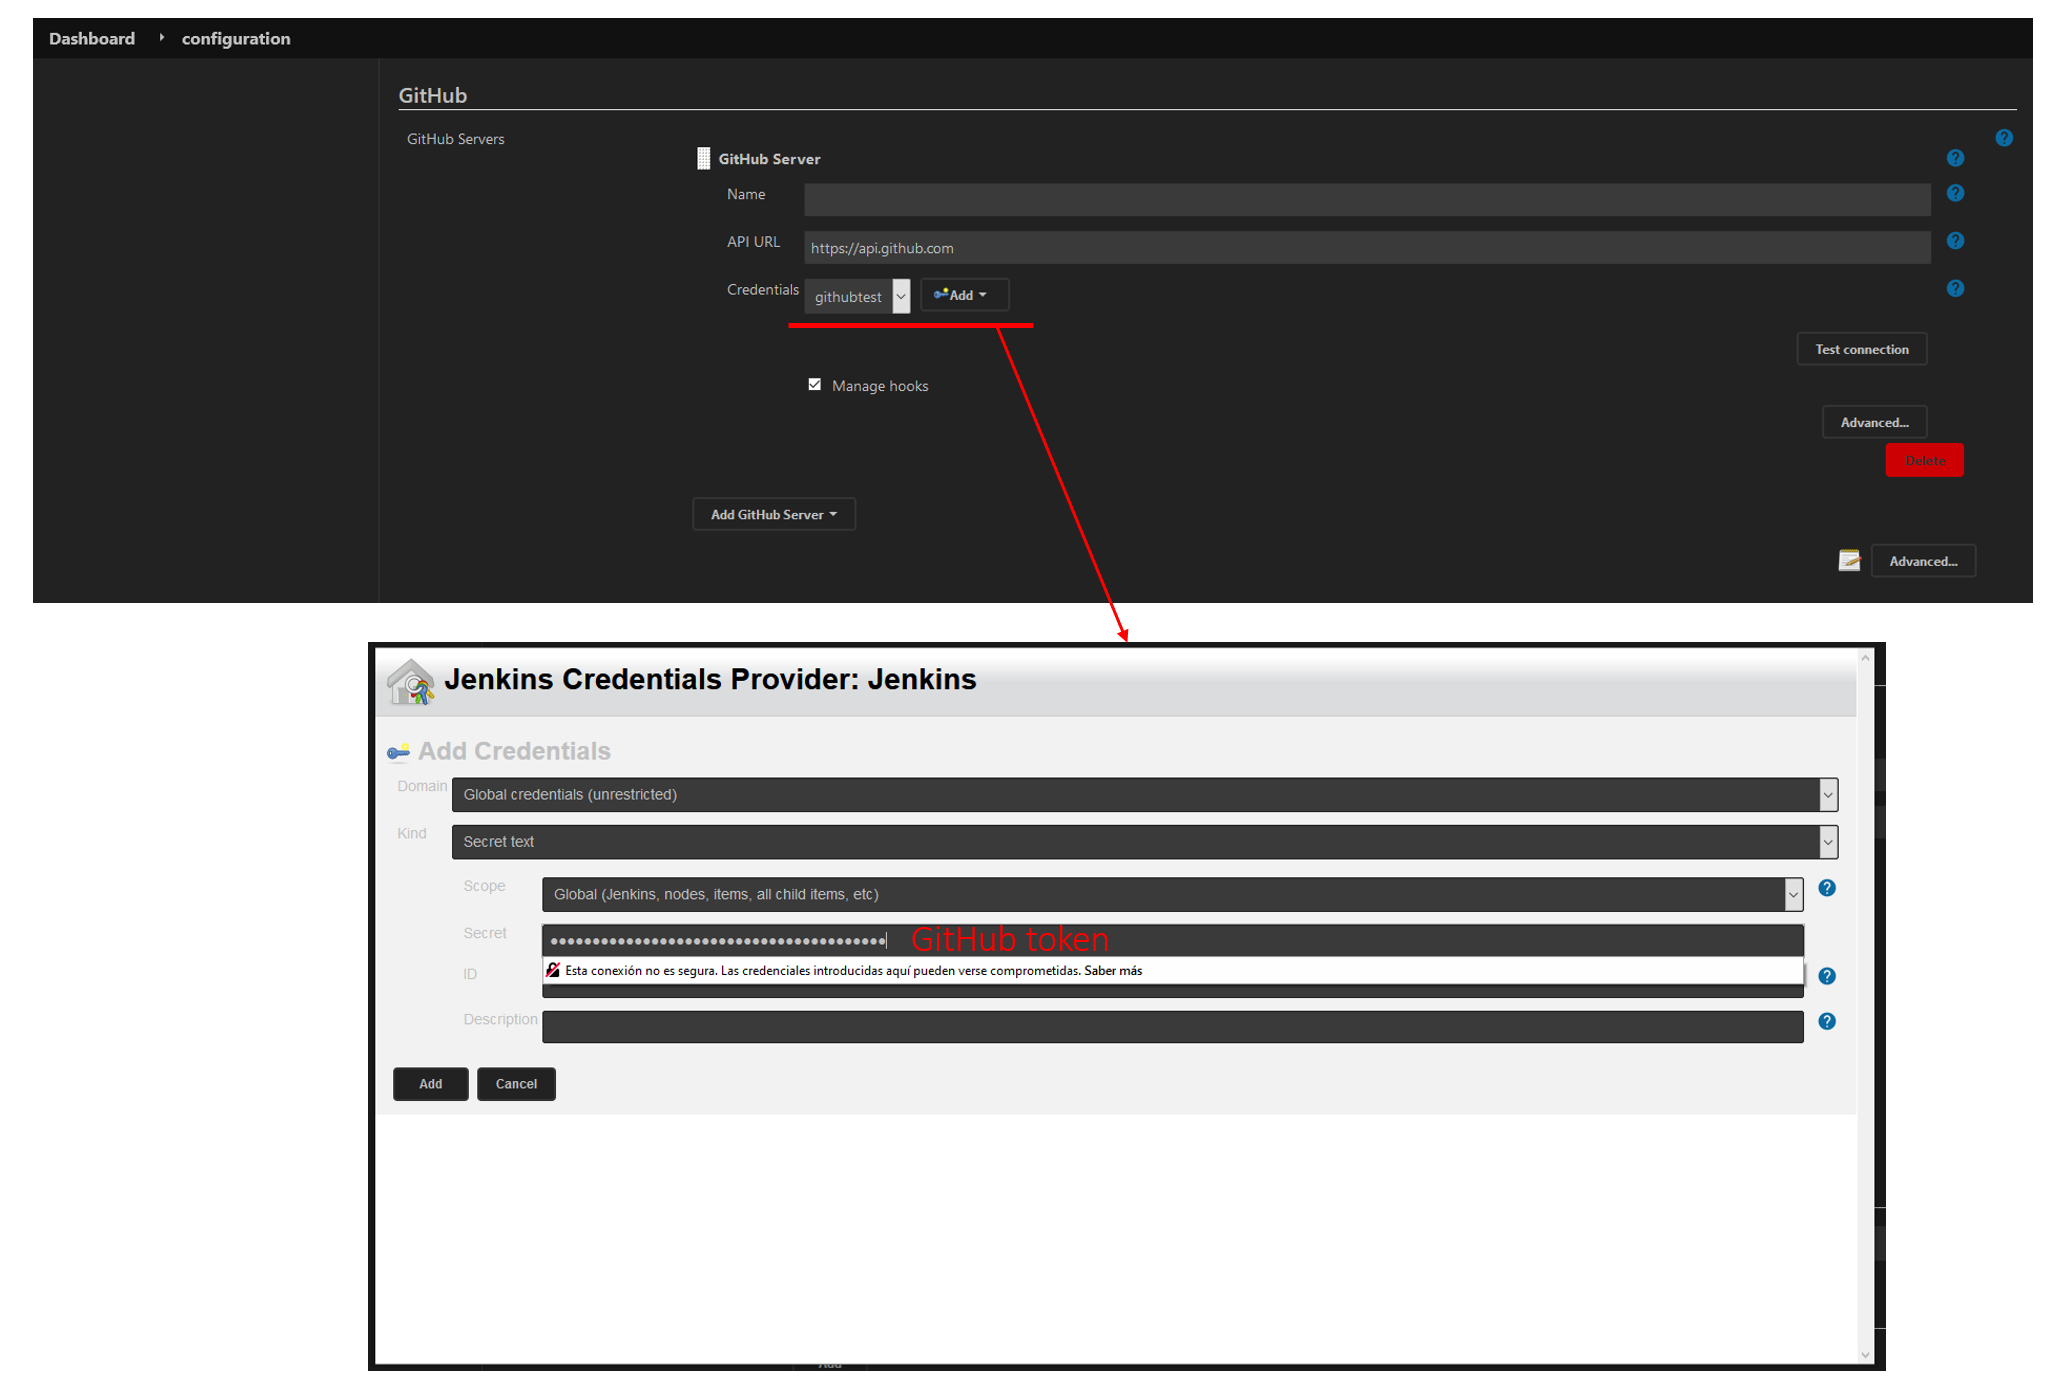 Dashboard configuration
GitHub
GitHub Servers
GitHub Server
Name
API URL https://api.github.com
Credentials githubtest Add
Test connection
Manage hooks
Advanced...
Delete
Add GitHub Server
Advanced...
Jenkins Credentials Provider: Jenkins
Add Credentials
Domain Global credentials (unrestricted)
Kind Secret text
Scope Global (Jenkins, nodes, items, all child items, etc)
Secret •••••••••••••••••••••••••••••••••••••••• GitHub token
ID Esta conexión no es segura. Las credenciales introducidas aquí pueden verse comprometidas. Saber más
Description
Add Cancel
Add